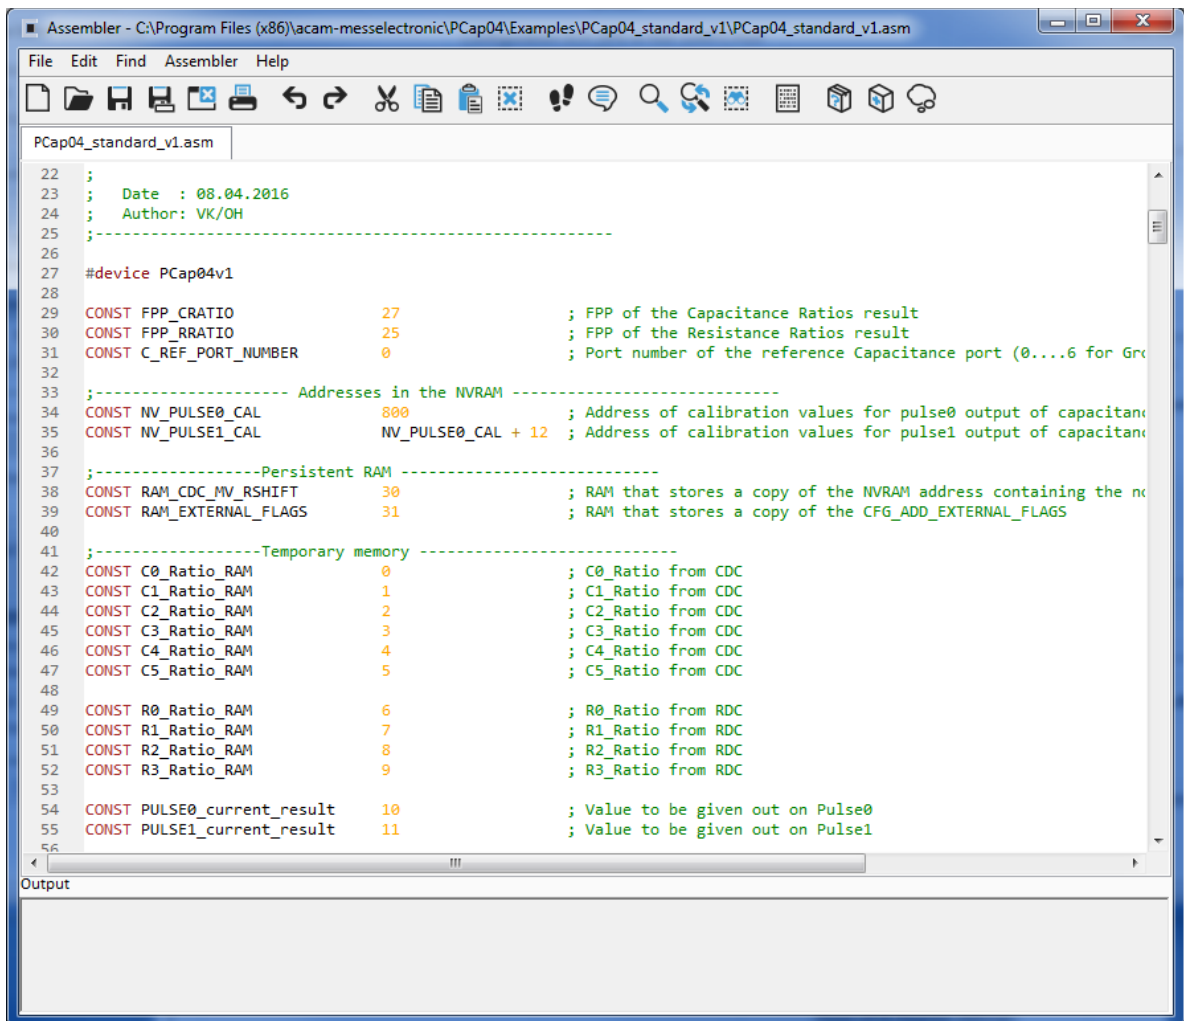 Assembler - C:\Program Files (x86)\acam-messelectronic\PCap04\Examples\PCap04_standard_v1\PCap04_standard_v1.asm
File Edit Find Assembler Help
PCap04_standard_v1.asm
22 ;
23 ; Date : 08.04.2016
24 ; Author: VK/OH
25 ;--------------------------------------------------------
26
27 #device PCap04v1
28
29 CONST FPP_CRATIO 27 ; FPP of the Capacitance Ratios result
30 CONST FPP_RRATIO 25 ; FPP of the Resistance Ratios result
31 CONST C_REF_PORT_NUMBER 0 ; Port number of the reference Capacitance port (0....6 for Gro
32
33 ;--------------------- Addresses in the NVRAM -----------------------------
34 CONST NV_PULSE0_CAL 800 ; Address of calibration values for pulse0 output of capacitanc
35 CONST NV_PULSE1_CAL NV_PULSE0_CAL + 12 ; Address of calibration values for pulse1 output of capacitanc
36
37 ;------------------Persistent RAM ----------------------------
38 CONST RAM_CDC_MV_RSHIFT 30 ; RAM that stores a copy of the NVRAM address containing the no
39 CONST RAM_EXTERNAL_FLAGS 31 ; RAM that stores a copy of the CFG_ADD_EXTERNAL_FLAGS
40
41 ;------------------Temporary memory ----------------------------
42 CONST C0_Ratio_RAM 0 ; C0_Ratio from CDC
43 CONST C1_Ratio_RAM 1 ; C1_Ratio from CDC
44 CONST C2_Ratio_RAM 2 ; C2_Ratio from CDC
45 CONST C3_Ratio_RAM 3 ; C3_Ratio from CDC
46 CONST C4_Ratio_RAM 4 ; C4_Ratio from CDC
47 CONST C5_Ratio_RAM 5 ; C5_Ratio from CDC
48
49 CONST R0_Ratio_RAM 6 ; R0_Ratio from RDC
50 CONST R1_Ratio_RAM 7 ; R1_Ratio from RDC
51 CONST R2_Ratio_RAM 8 ; R2_Ratio from RDC
52 CONST R3_Ratio_RAM 9 ; R3_Ratio from RDC
53
54 CONST PULSE0_current_result 10 ; Value to be given out on Pulse0
55 CONST PULSE1_current_result 11 ; Value to be given out on Pulse1
56
Output